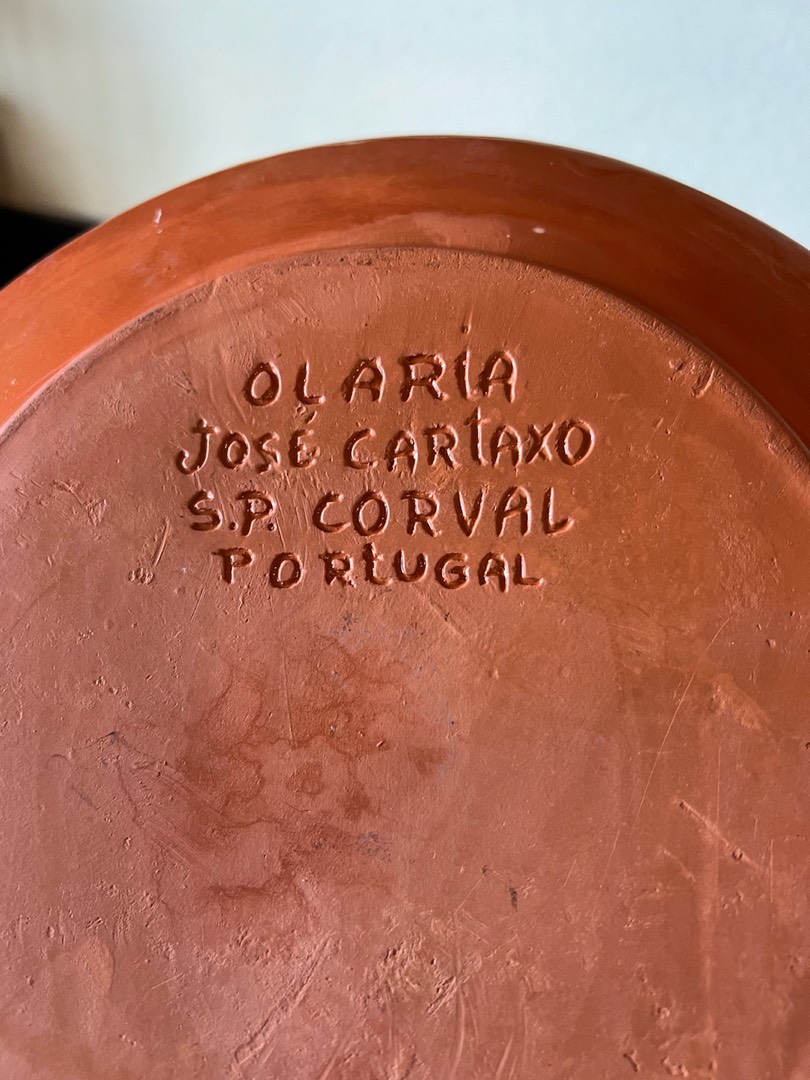 OLARIA
JOSÉ CARTAXO
S.P. CORVAL
PORTUGAL